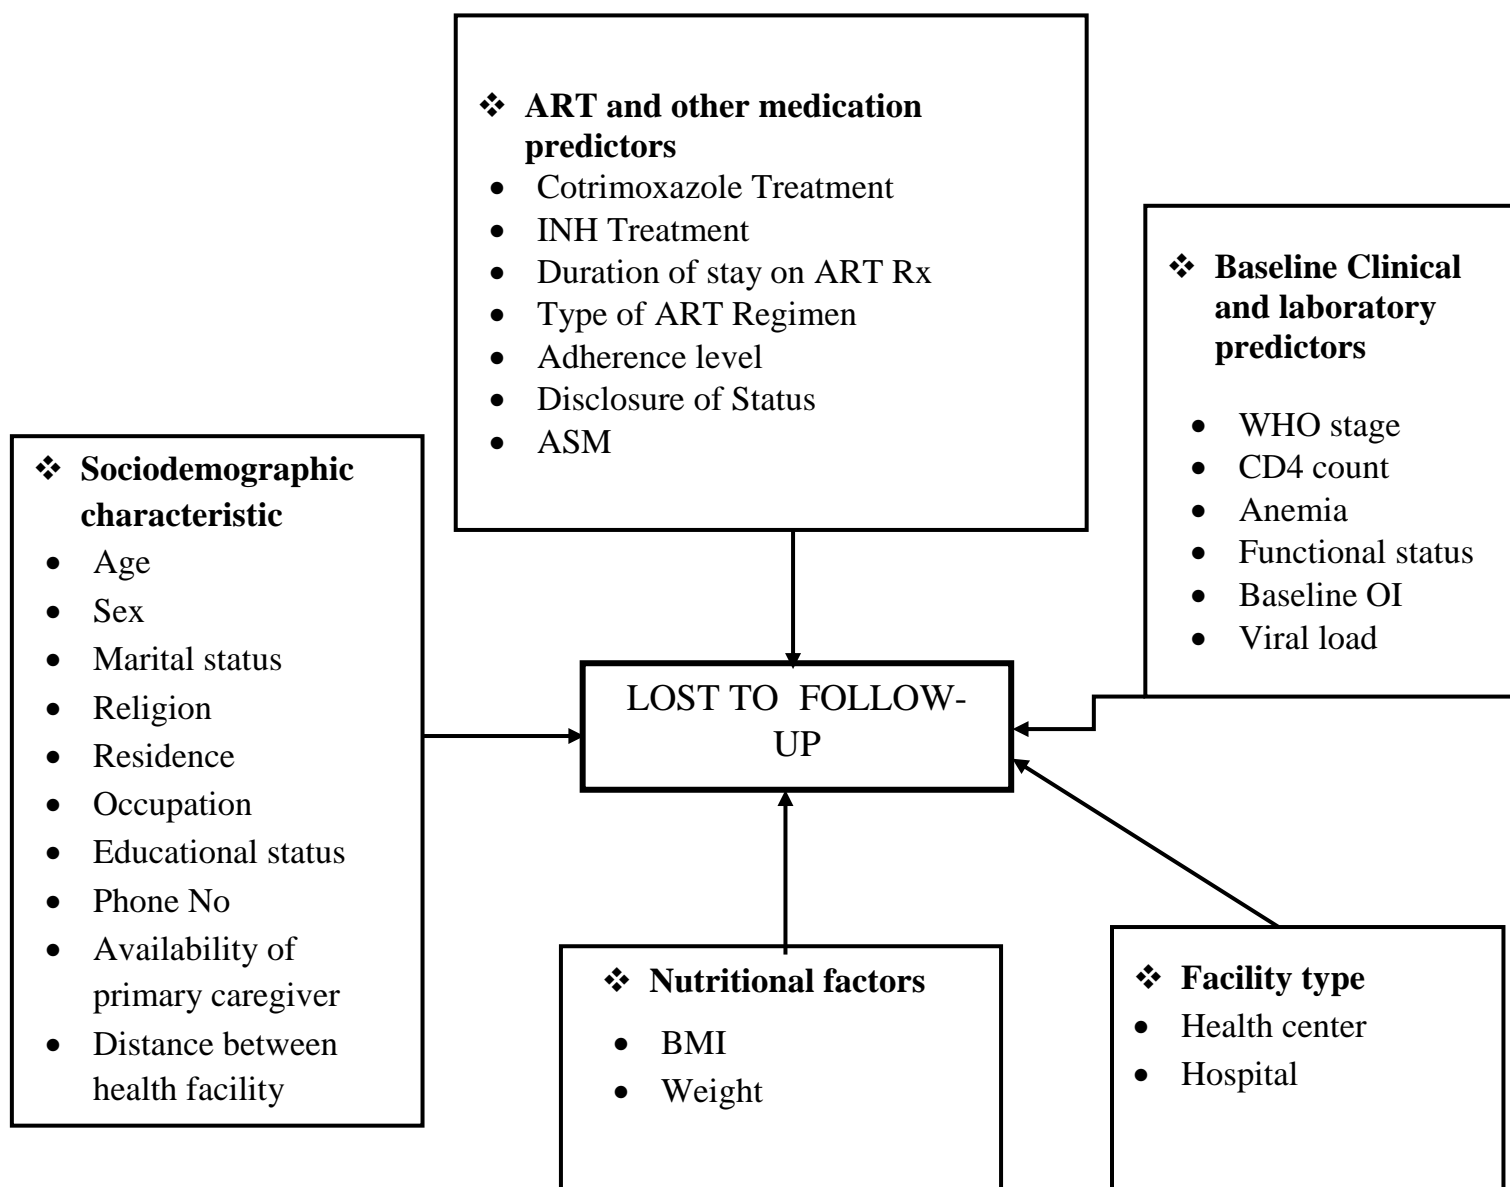 ❖ ART and other medication
predictors
• Cotrimoxazole Treatment
• INH Treatment
• Duration of stay on ART Rx
• Type of ART Regimen
• Adherence level
• Disclosure of Status
• ASM
❖ Baseline Clinical
and laboratory
predictors
• WHO stage
• CD4 count
• Anemia
• Functional status
• Baseline OI
• Viral load
❖ Sociodemographic
characteristic
• Age
• Sex
• Marital status
• Religion
• Residence
• Occupation
• Educational status
• Phone No
• Availability of
primary caregiver
• Distance between
health facility
LOST TO FOLLOW-
UP
❖ Nutritional factors
• BMI
• Weight
❖ Facility type
• Health center
• Hospital